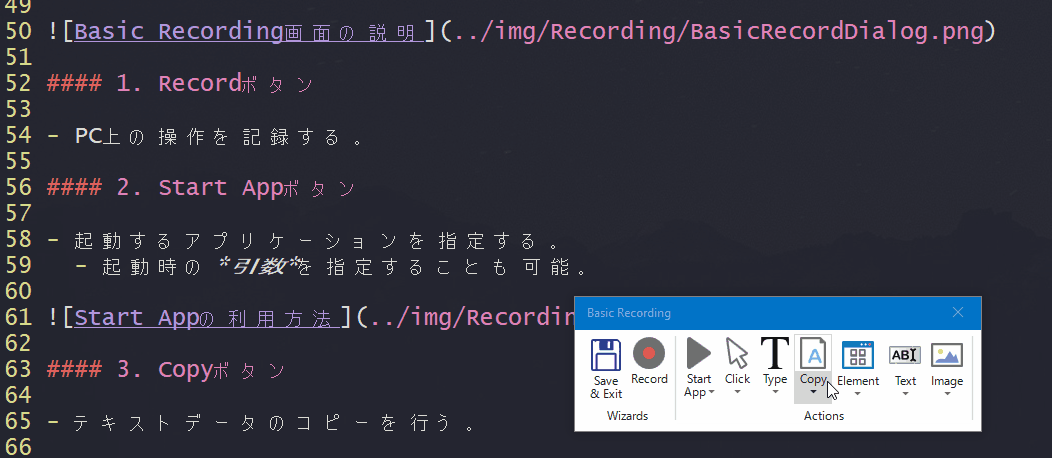 49
50 ![Basic Recording画面の説明](../img/Recording/BasicRecordDialog.png)
51
52 #### 1. Recordボタン
53
54 - PC上の操作を記録する。
55
56 #### 2. Start Appボタン
57
58 - 起動するアプリケーションを指定する。
59   - 起動時の*引数*を指定することも可能。
60
61 ![Start Appの利用方法](../img/Recordin
62
63 #### 3. Copyボタン
64
65 - テキストデータのコピーを行う。
66
Basic Recording
Save & Exit
Record
Start App
Click
Type
Copy
Element
Text
Image
Wizards
Actions